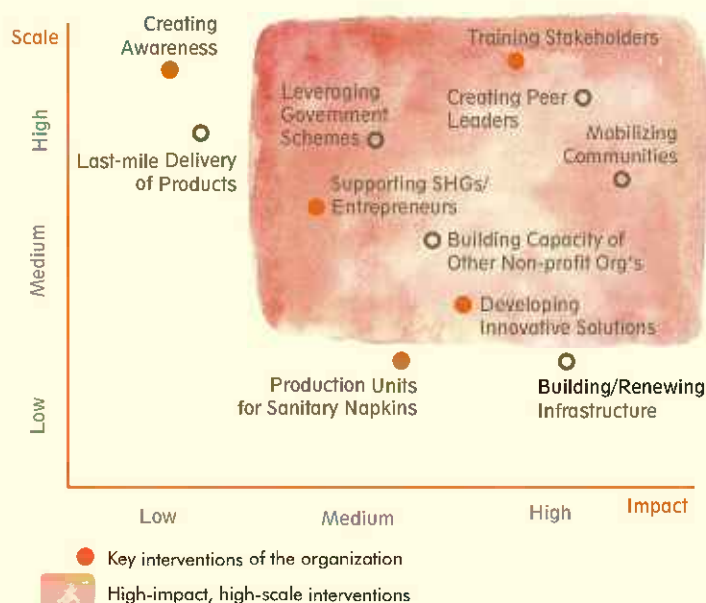 Scale
Creating
Awareness
Training Stakeholders
Leveraging
Government
Schemes
Creating Peer
Leaders
Mobilizing
Communities
High
Last-mile Delivery
of Products
Supporting SHGs/
Entrepreneurs
Medium
Building Capacity of
Other Non-profit Org's
Developing
Innovative Solutions
Low
Production Units
for Sanitary Napkins
Building/Renewing
Infrastructure
Low
Medium
High
Impact
Key interventions of the organization
High-impact, high-scale interventions